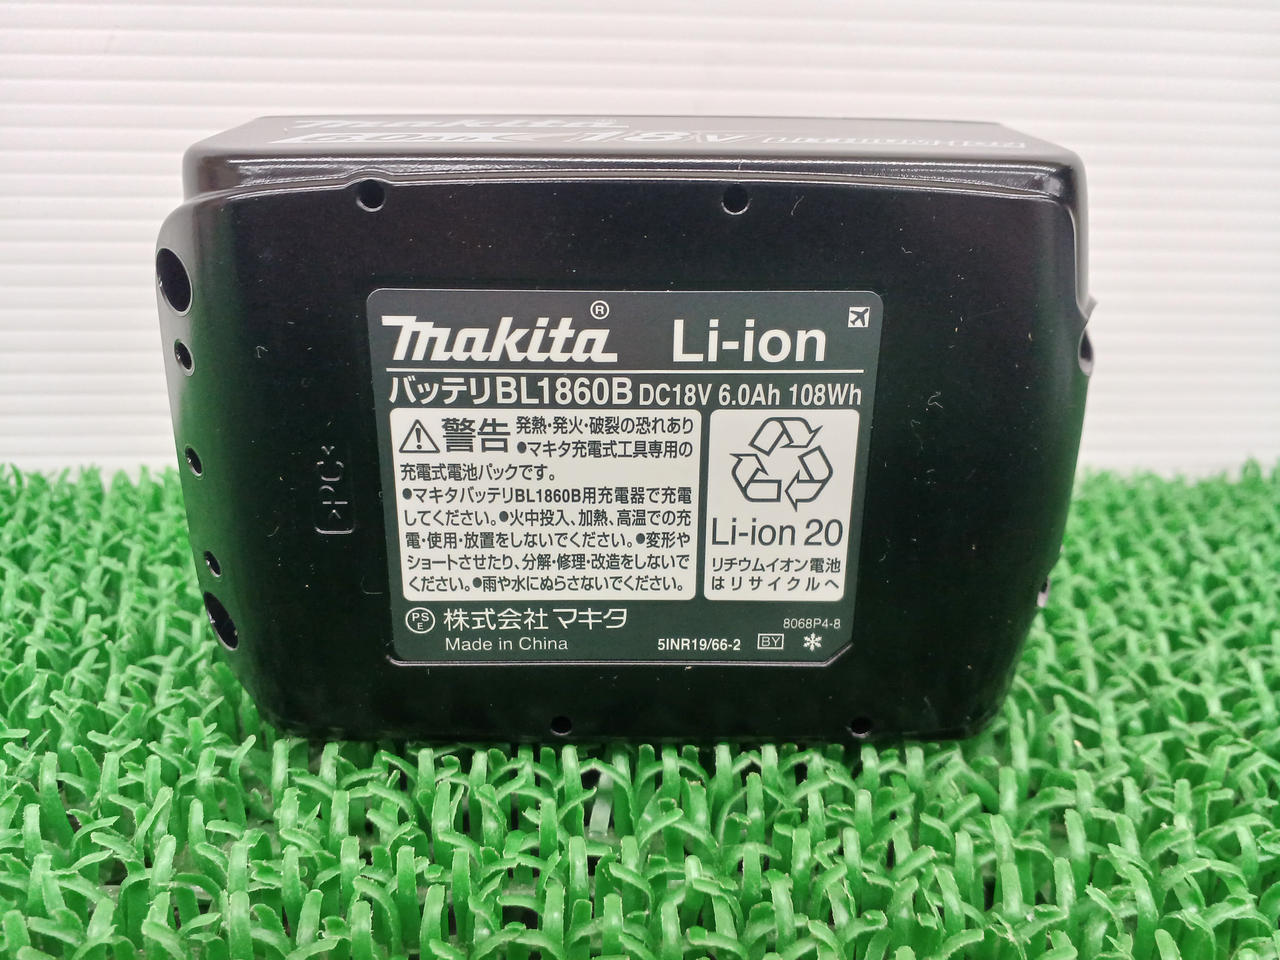 makita
6.0Ah 18V
makita® Li-ion
バッテリBL1860B DC18V 6.0Ah 108Wh
警告 発熱・発火・破裂の恐れあり
●マキタ充電式工具専用の
充電式電池パックです。
●マキタバッテリBL1860B用充電器で充電
してください。●火中投入、加熱、高温での充
電・使用・放置をしないでください。●変形や
ショートさせたり、分解・修理・改造をしないで
ください。●雨や水にぬらさないでください。
Li-ion 20
リチウムイオン電池
はリサイクルへ
PSE 株式会社マキタ
Made in China
8068P4-8
5INR19/66-2 BY
>PC<